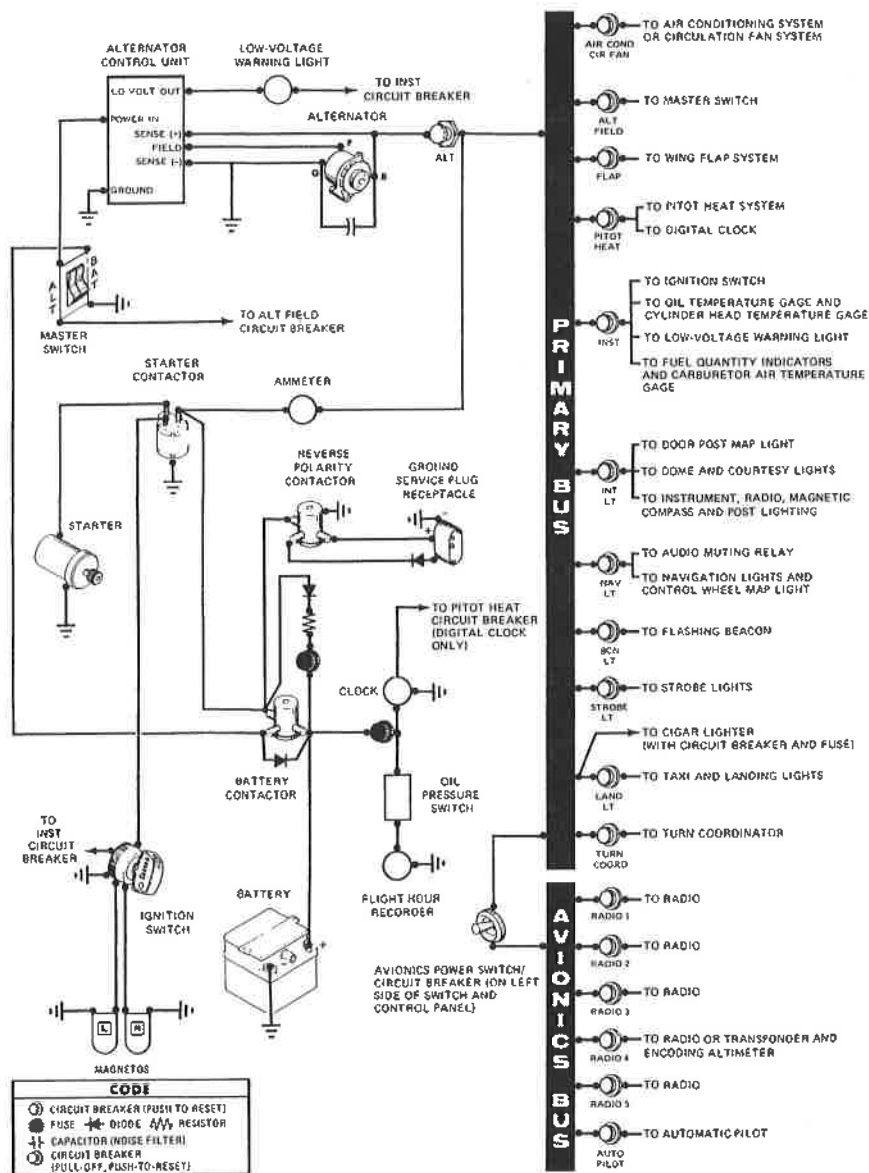 ALTERNATOR
CONTROL UNIT
LO VOLT OUT
POWER IN
SENSE (+)
FIELD
SENSE (-)
GROUND
LOW-VOLTAGE
WARNING LIGHT
TO INST
CIRCUIT BREAKER
ALTERNATOR
F
G
B
ALT
ALT
BAT
MASTER
SWITCH
TO ALT FIELD
CIRCUIT BREAKER
STARTER
CONTACTOR
AMMETER
REVERSE
POLARITY
CONTACTOR
GROUND
SERVICE PLUG
RECEPTACLE
-
+
STARTER
TO PITOT HEAT
CIRCUIT BREAKER
(DIGITAL CLOCK
ONLY)
CLOCK
BATTERY
CONTACTOR
OIL
PRESSURE
SWITCH
TO
INST
CIRCUIT
BREAKER
IGNITION
SWITCH
BATTERY
+
FLIGHT HOUR
RECORDER
AVIONICS POWER SWITCH/
CIRCUIT BREAKER (ON LEFT
SIDE OF SWITCH AND
CONTROL PANEL)
L
R
MAGNETOS
CODE
CIRCUIT BREAKER (PUSH TO RESET)
FUSE DIODE RESISTOR
CAPACITOR (NOISE FILTER)
CIRCUIT BREAKER
(PULL-OFF, PUSH-TO-RESET)
PRIMARY BUS
AIR COND
CIR FAN
TO AIR CONDITIONING SYSTEM
OR CIRCULATION FAN SYSTEM
ALT
FIELD
TO MASTER SWITCH
FLAP
TO WING FLAP SYSTEM
PITOT
HEAT
TO PITOT HEAT SYSTEM
TO DIGITAL CLOCK
INST
TO IGNITION SWITCH
TO OIL TEMPERATURE GAGE AND
CYLINDER HEAD TEMPERATURE GAGE
TO LOW-VOLTAGE WARNING LIGHT
TO FUEL QUANTITY INDICATORS
AND CARBURETOR AIR TEMPERATURE
GAGE
INT
LT
TO DOOR POST MAP LIGHT
TO DOME AND COURTESY LIGHTS
TO INSTRUMENT, RADIO, MAGNETIC
COMPASS AND POST LIGHTING
NAV
LT
TO AUDIO MUTING RELAY
TO NAVIGATION LIGHTS AND
CONTROL WHEEL MAP LIGHT
BCN
LT
TO FLASHING BEACON
STROBE
LT
TO STROBE LIGHTS
TO CIGAR LIGHTER
(WITH CIRCUIT BREAKER AND FUSE)
LAND
LT
TO TAXI AND LANDING LIGHTS
TURN
COORD
TO TURN COORDINATOR
AVIONICS BUS
RADIO 1
TO RADIO
RADIO 2
TO RADIO
RADIO 3
TO RADIO
RADIO 4
TO RADIO OR TRANSPONDER AND
ENCODING ALTIMETER
RADIO 5
TO RADIO
AUTO
PILOT
TO AUTOMATIC PILOT